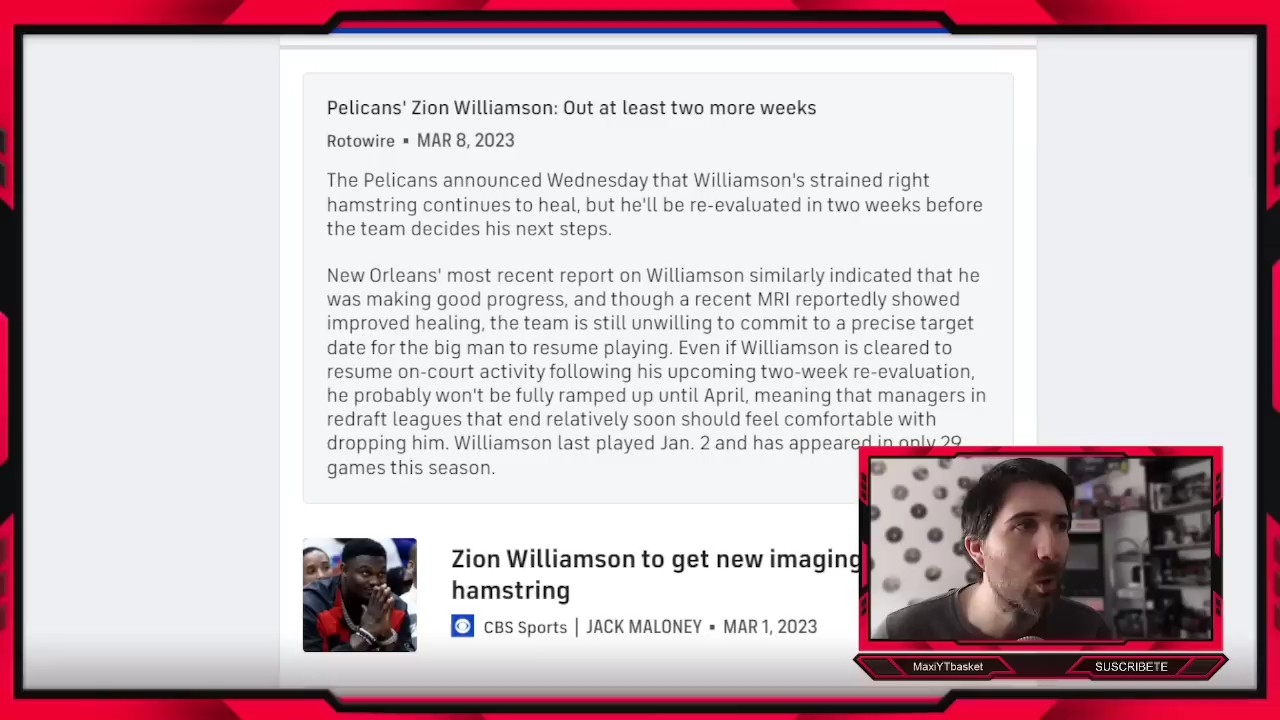 Pelicans' Zion Williamson: Out at least two more weeks
Rotowire ▪ MAR 8, 2023
The Pelicans announced Wednesday that Williamson's strained right
hamstring continues to heal, but he'll be re-evaluated in two weeks before
the team decides his next steps.
New Orleans' most recent report on Williamson similarly indicated that he
was making good progress, and though a recent MRI reportedly showed
improved healing, the team is still unwilling to commit to a precise target
date for the big man to resume playing. Even if Williamson is cleared to
resume on-court activity following his upcoming two-week re-evaluation,
he probably won't be fully ramped up until April, meaning that managers in
redraft leagues that end relatively soon should feel comfortable with
dropping him. Williamson last played Jan. 2 and has appeared in only 29
games this season.
Zion Williamson to get new imaging
hamstring
CBS Sports | JACK MALONEY ▪ MAR 1, 2023
MaxiYTbasket
SUSCRIBETE